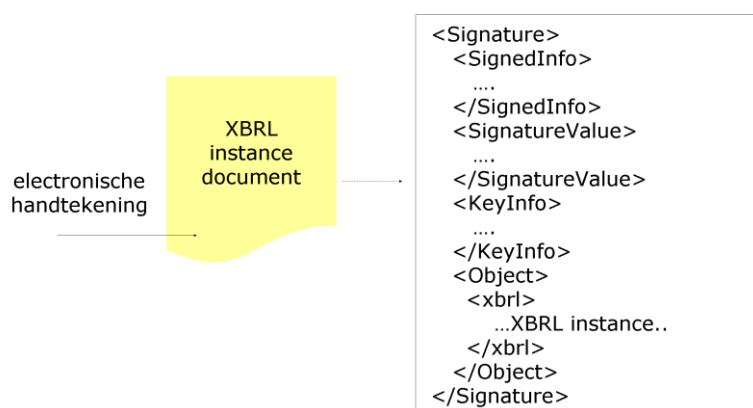 electronische
handtekening
XBRL
instance
document
<Signature>
<SignedInfo>
….
</SignedInfo>
<SignatureValue>
….
</SignatureValue>
<KeyInfo>
….
</KeyInfo>
<Object>
<xbrl>
…XBRL instance..
</xbrl>
</Object>
</Signature>